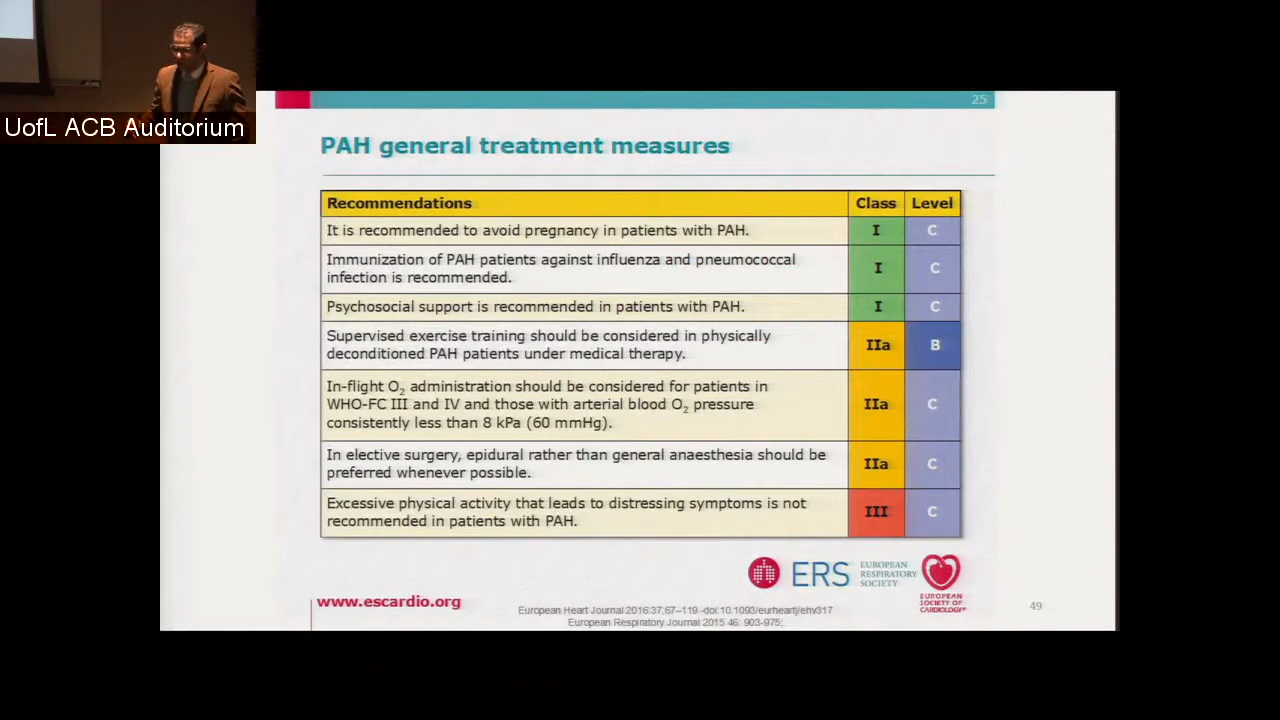 UofL ACB Auditorium
25
PAH general treatment measures
Recommendations Class Level
It is recommended to avoid pregnancy in patients with PAH. I C
Immunization of PAH patients against influenza and pneumococcal
infection is recommended. I C
Psychosocial support is recommended in patients with PAH. I C
Supervised exercise training should be considered in physically
deconditioned PAH patients under medical therapy. IIa B
In-flight O2 administration should be considered for patients in
WHO-FC III and IV and those with arterial blood O2 pressure
consistently less than 8 kPa (60 mmHg). IIa C
In elective surgery, epidural rather than general anaesthesia should be
preferred whenever possible. IIa C
Excessive physical activity that leads to distressing symptoms is not
recommended in patients with PAH. III C
ERS
EUROPEAN
RESPIRATORY
SOCIETY
EUROPEAN
SOCIETY OF
CARDIOLOGY®
www.escardio.org
European Heart Journal 2016:37;67–119 -doi:10.1093/eurheartj/ehv317
European Respiratory Journal 2015 46: 903-975;
49